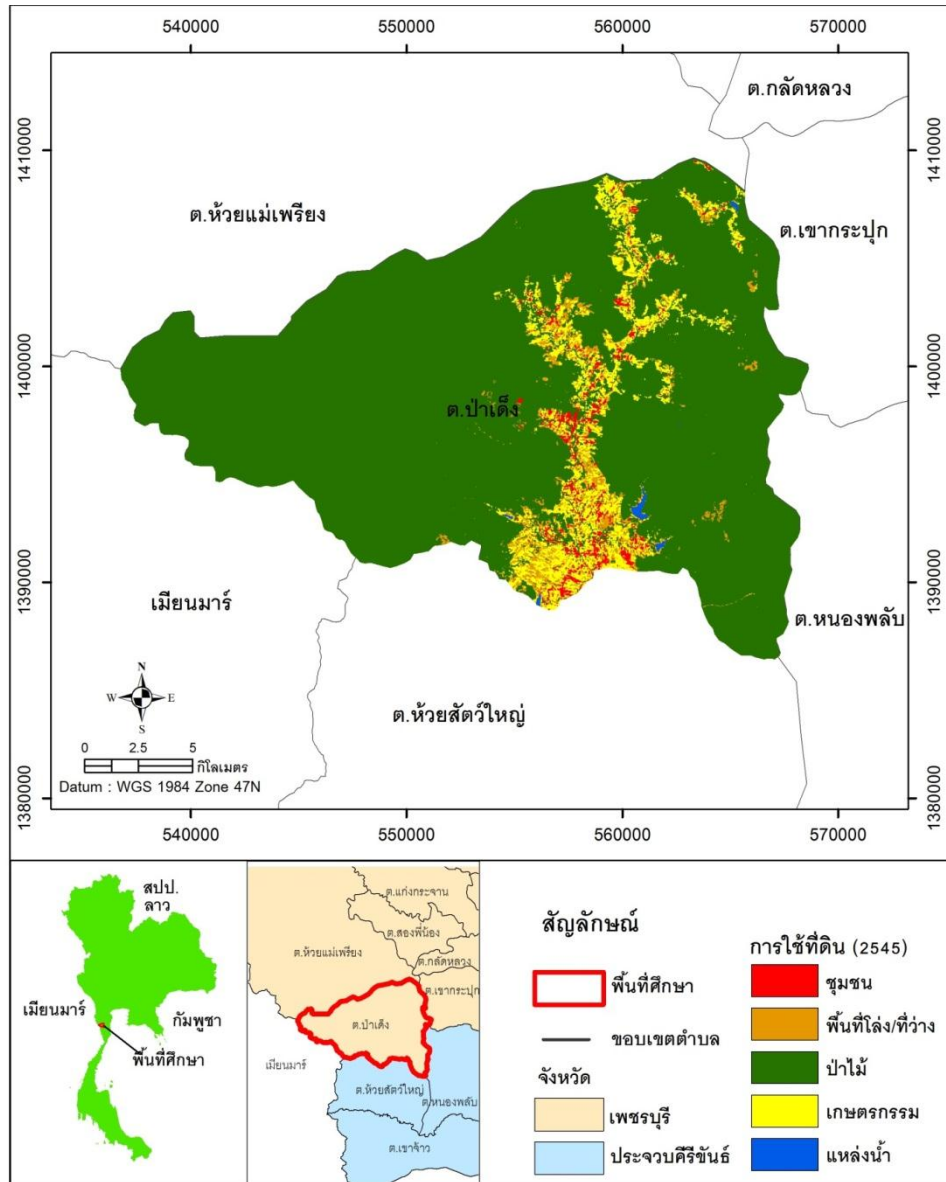 540000
550000
560000
570000
1410000
1400000
1390000
1380000
1410000
1400000
1390000
1380000
ต.กลัดหลวง
ต.ห้วยแม่เพรียง
ต.เขากระปุก
ต.ป่าเด็ง
เมียนมาร์
ต.หนองพลับ
ต.ห้วยสัตว์ใหญ่
N
W E
S
0 2.5 5
กิโลเมตร
Datum : WGS 1984 Zone 47N
540000
550000
560000
570000
สปป.
ลาว
เมียนมาร์
กัมพูชา
พื้นที่ศึกษา
ต.แก่งกระจาน
ต.สองพี่น้อง
ต.ห้วยแม่เพรียง
ต.กลัดหลวง
ต.เขากระปุก
ต.ป่าเด็ง
เมียนมาร์
ต.ห้วยสัตว์ใหญ่
ต.หนองพลับ
ต.เขาจ้าว
สัญลักษณ์
พื้นที่ศึกษา
ขอบเขตตำบล
จังหวัด
เพชรบุรี
ประจวบคีรีขันธ์
การใช้ที่ดิน (2545)
ชุมชน
พื้นที่โล่ง/ที่ว่าง
ป่าไม้
เกษตรกรรม
แหล่งน้ำ